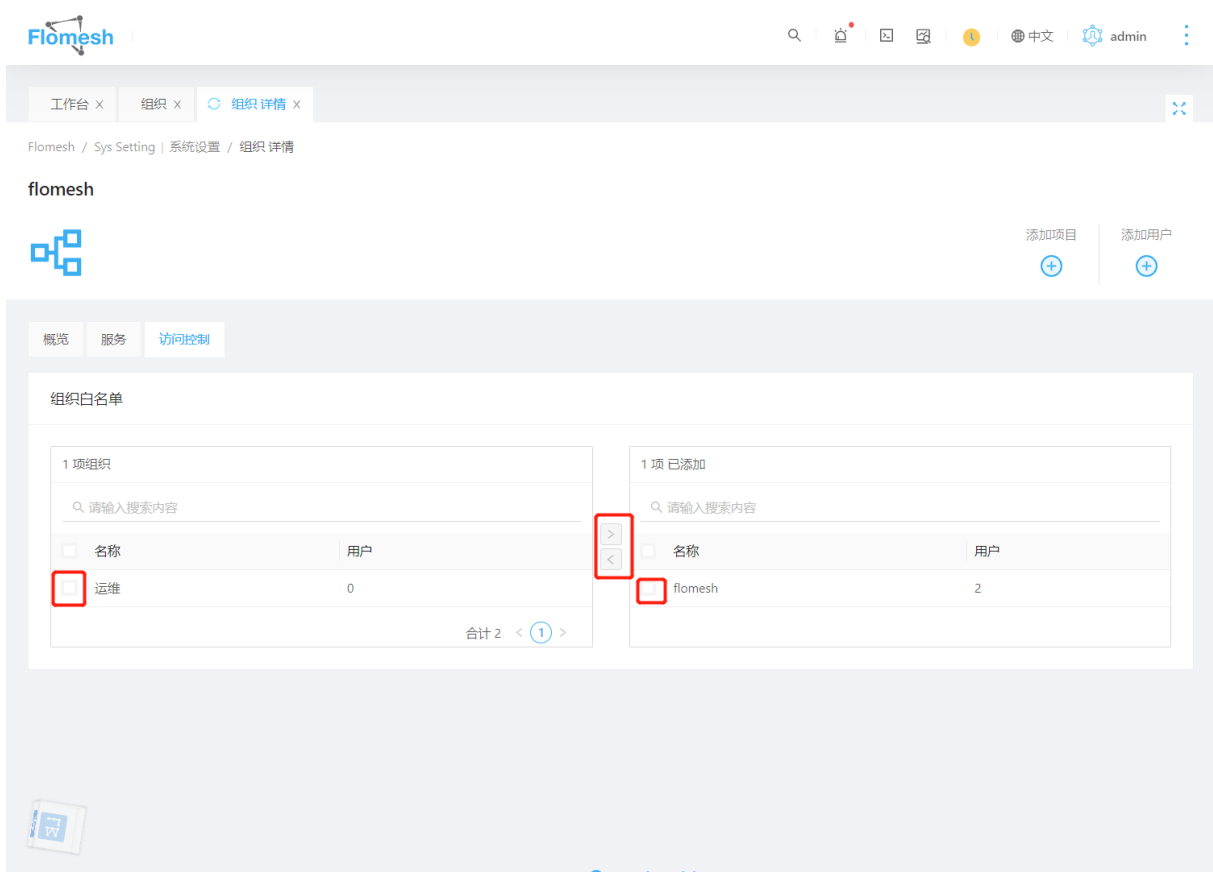 Flomesh
中文 admin
工作台 x 组织 x 组织 详情 x
Flomesh / Sys Setting | 系统设置 / 组织 详情
flomesh
添加项目 添加用户
概览 服务 访问控制
组织白名单
1 项组织 1 项 已添加
请输入搜索内容 请输入搜索内容
> 
<
名称 用户 名称 用户
运维 0 flomesh 2
合计 2 < 1 >